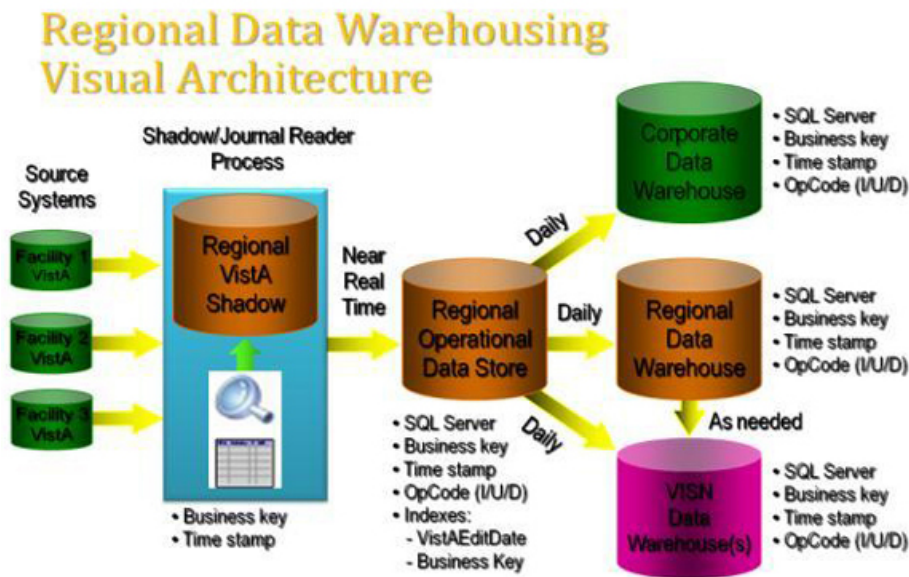 Regional Data Warehousing
Visual Architecture
Shadow/Journal Reader
Process
Source
Systems
Facility 1
VistA
Facility 2
VistA
Facility 3
VistA
Regional
VistA
Shadow
• Business key
• Time stamp
Near
Real
Time
Regional
Operational
Data Store
• SQL Server
• Business key
• Time stamp
• OpCode (I/U/D)
• Indexes:
- VistAEditDate
- Business Key
Daily
Daily
Daily
Corporate
Data
Warehouse
• SQL Server
• Business key
• Time stamp
• OpCode (I/U/D)
Regional
Data
Warehouse
• SQL Server
• Business key
• Time stamp
• OpCode (I/U/D)
As needed
VISN
Data
Warehouse(s)
• SQL Server
• Business key
• Time stamp
• OpCode (I/U/D)